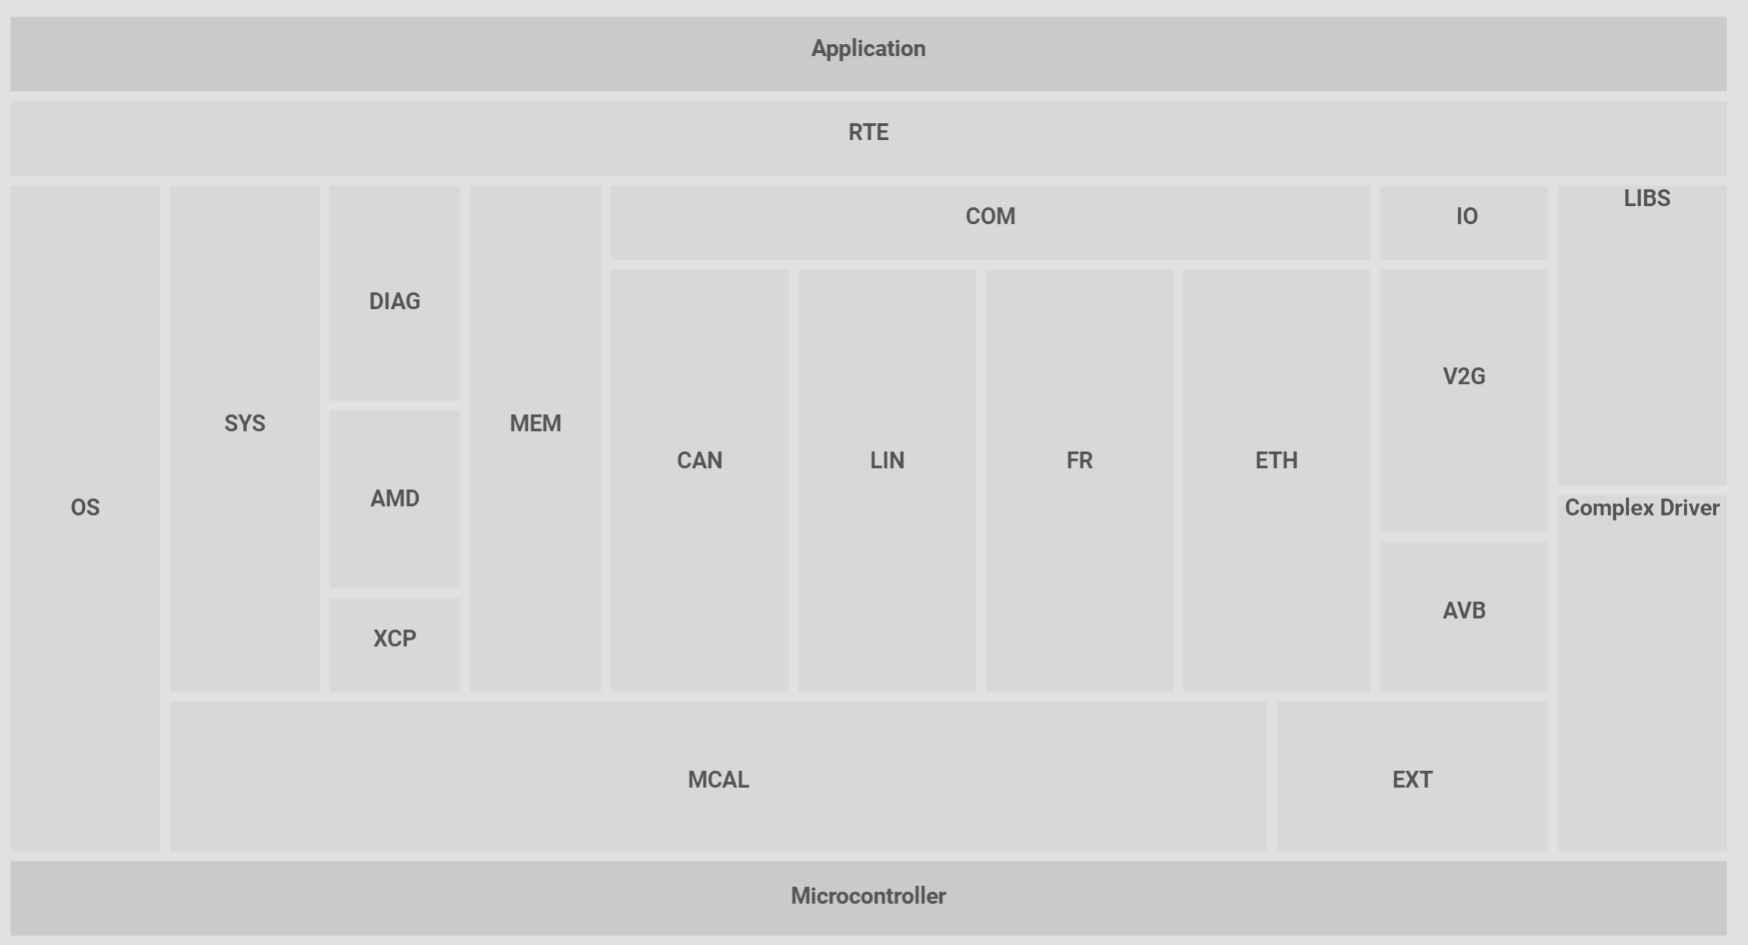 Application
RTE
OS
SYS
DIAG
AMD
XCP
MEM
COM
CAN
LIN
FR
ETH
IO
V2G
AVB
LIBS
Complex Driver
MCAL
EXT
Microcontroller